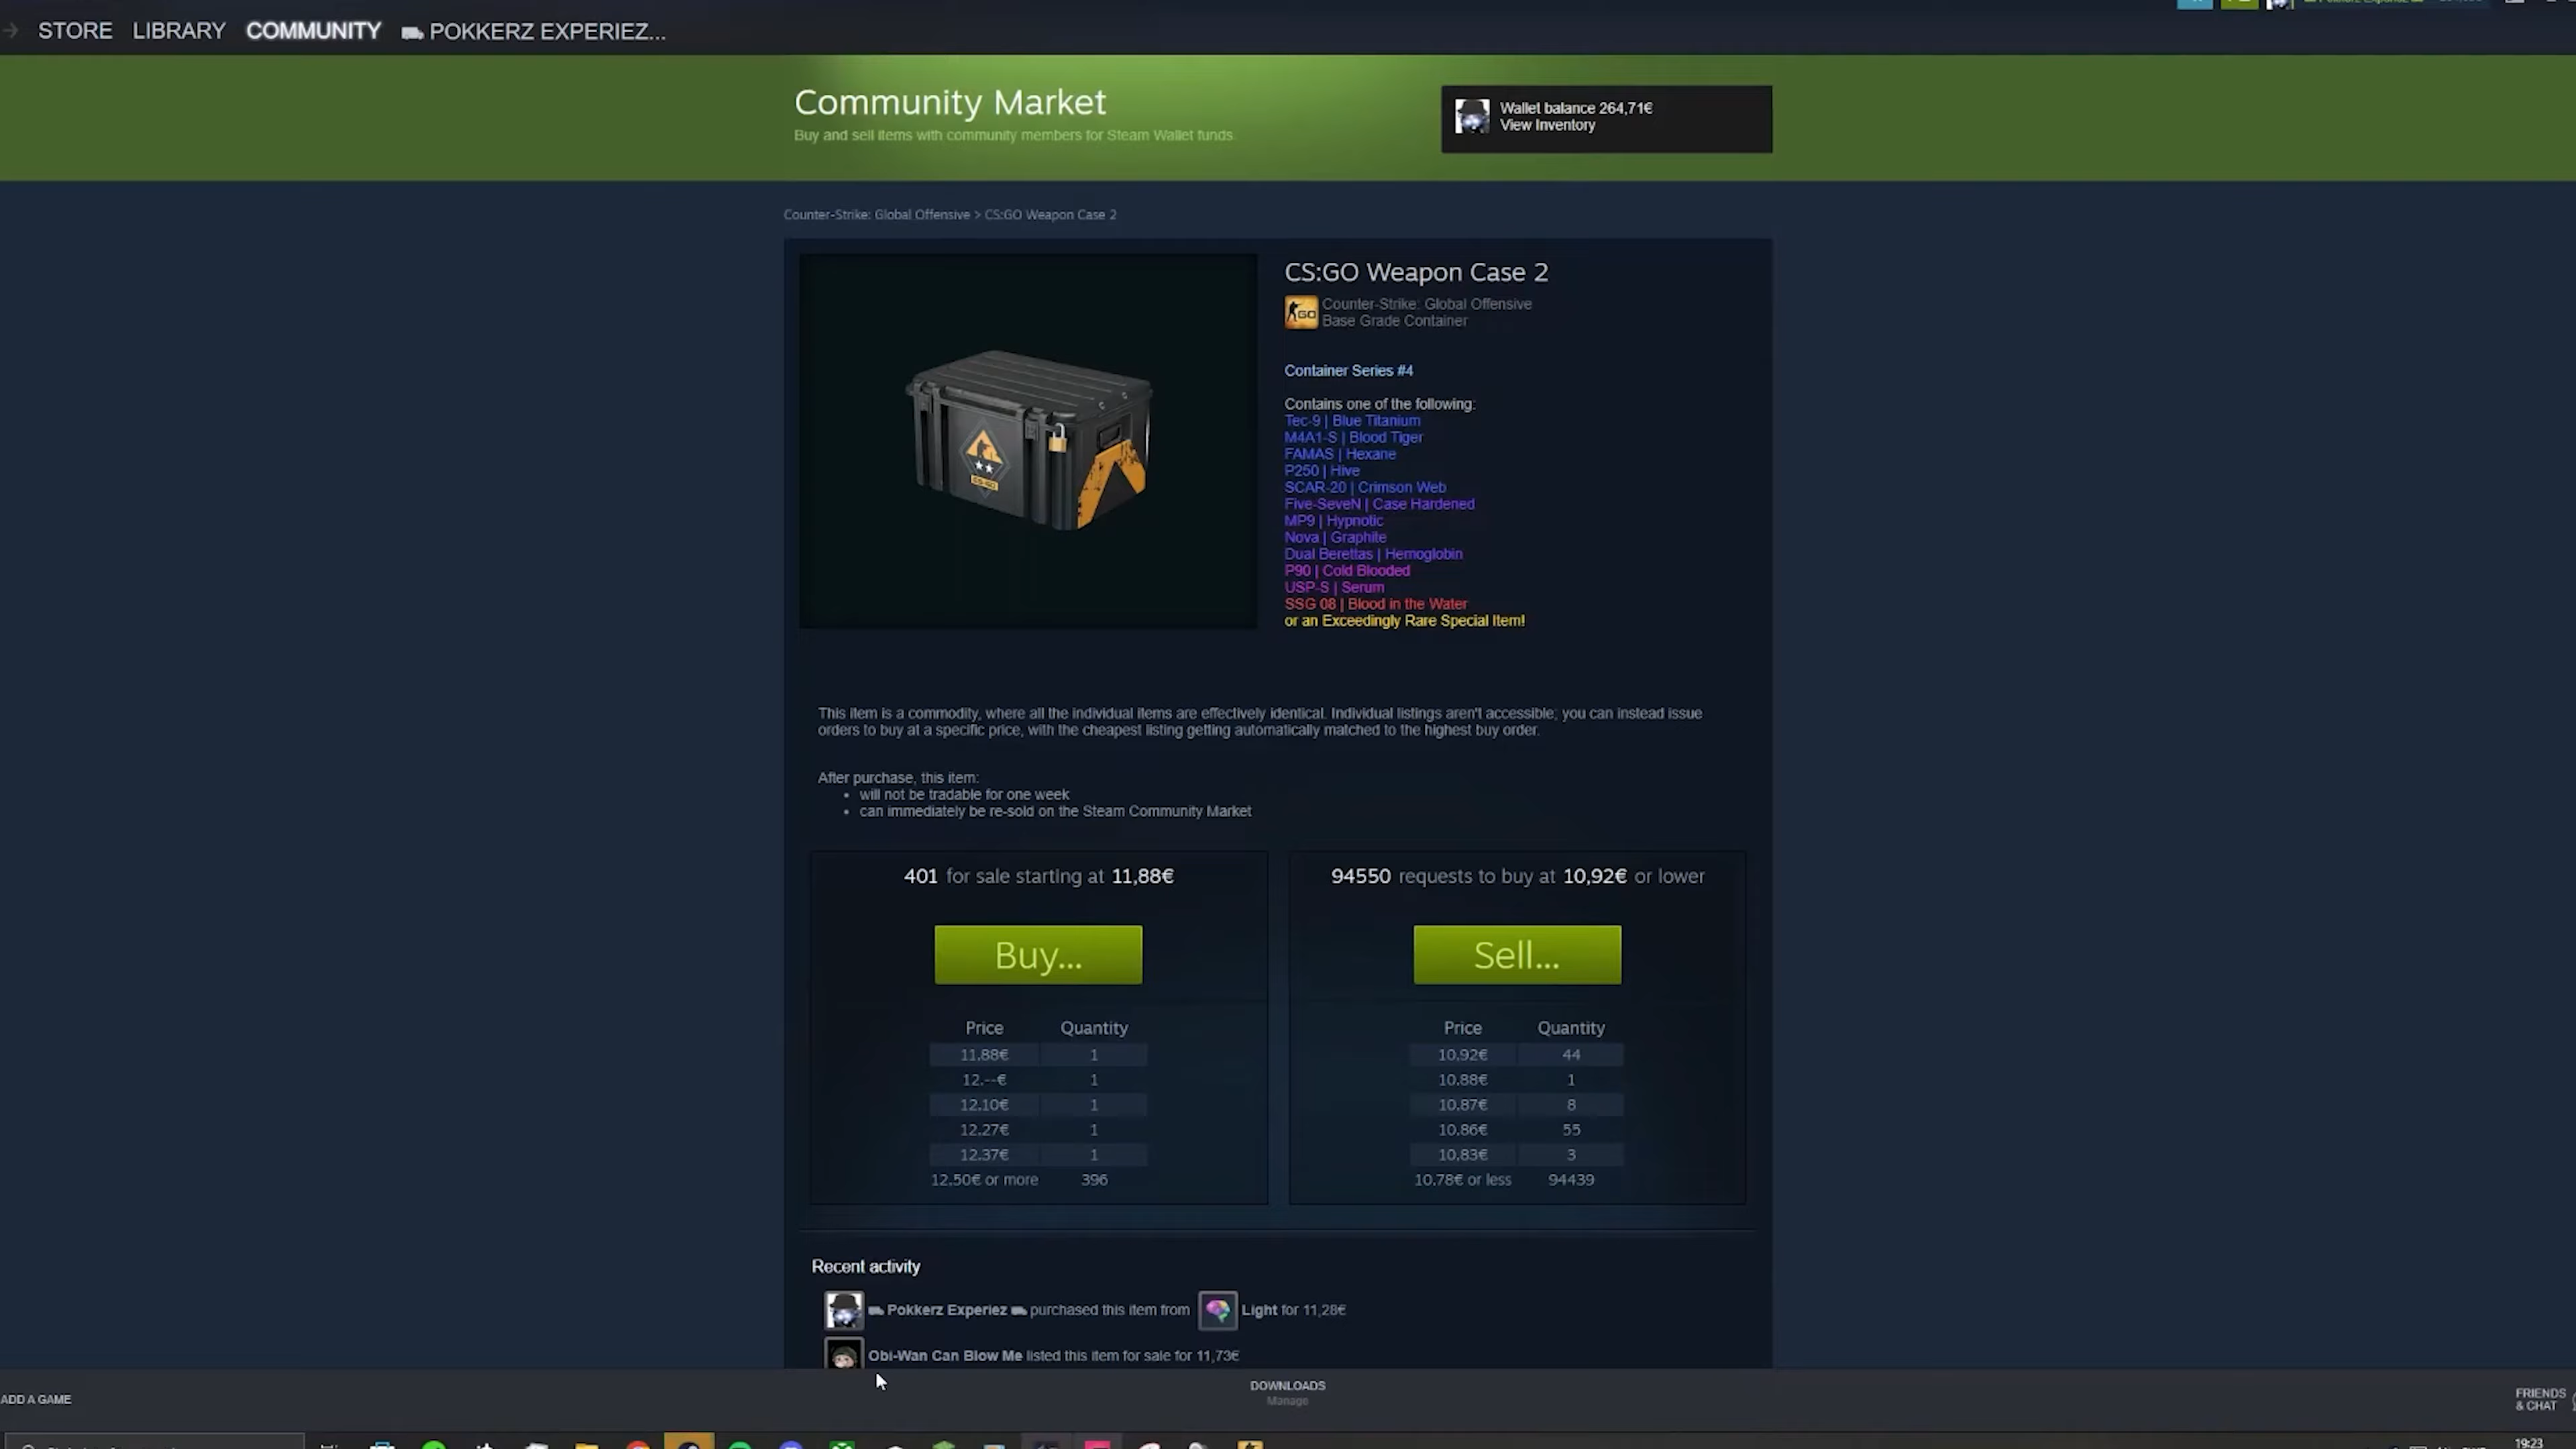 STORE LIBRARY COMMUNITY POKKERZ EXPERIEZ...
Community Market
Buy and sell items with community members for Steam Wallet funds.
Wallet balance 264,71€
View Inventory
Counter-Strike: Global Offensive > CS:GO Weapon Case 2
CS:GO Weapon Case 2
GO
Counter-Strike: Global Offensive
Base Grade Container
Container Series #4
Contains one of the following:
Tec-9 | Blue Titanium
M4A1-S | Blood Tiger
FAMAS | Hexane
P250 | Hive
SCAR-20 | Crimson Web
Five-SeveN | Case Hardened
MP9 | Hypnotic
Nova | Graphite
Dual Berettas | Hemoglobin
P90 | Cold Blooded
USP-S | Serum
SSG 08 | Blood in the Water
or an Exceedingly Rare Special Item!
CS:GO
This item is a commodity, where all the individual items are effectively identical. Individual listings aren't accessible; you can instead issue
orders to buy at a specific price, with the cheapest listing getting automatically matched to the highest buy order.
After purchase, this item:
• will not be tradable for one week
• can immediately be re-sold on the Steam Community Market
401 for sale starting at 11,88€
Buy...
Price Quantity
11,88€ 1
12,--€ 1
12,10€ 1
12,27€ 1
12,37€ 1
12,50€ or more 396
94550 requests to buy at 10,92€ or lower
Sell...
Price Quantity
10,92€ 44
10,88€ 1
10,87€ 8
10,86€ 55
10,83€ 3
10,78€ or less 94439
Recent activity
Pokkerz Experiez purchased this item from Light for 11,28€
Obi-Wan Can Blow Me listed this item for sale for 11,73€
ADD A GAME
DOWNLOADS
Manage
FRIENDS
& CHAT
19:23